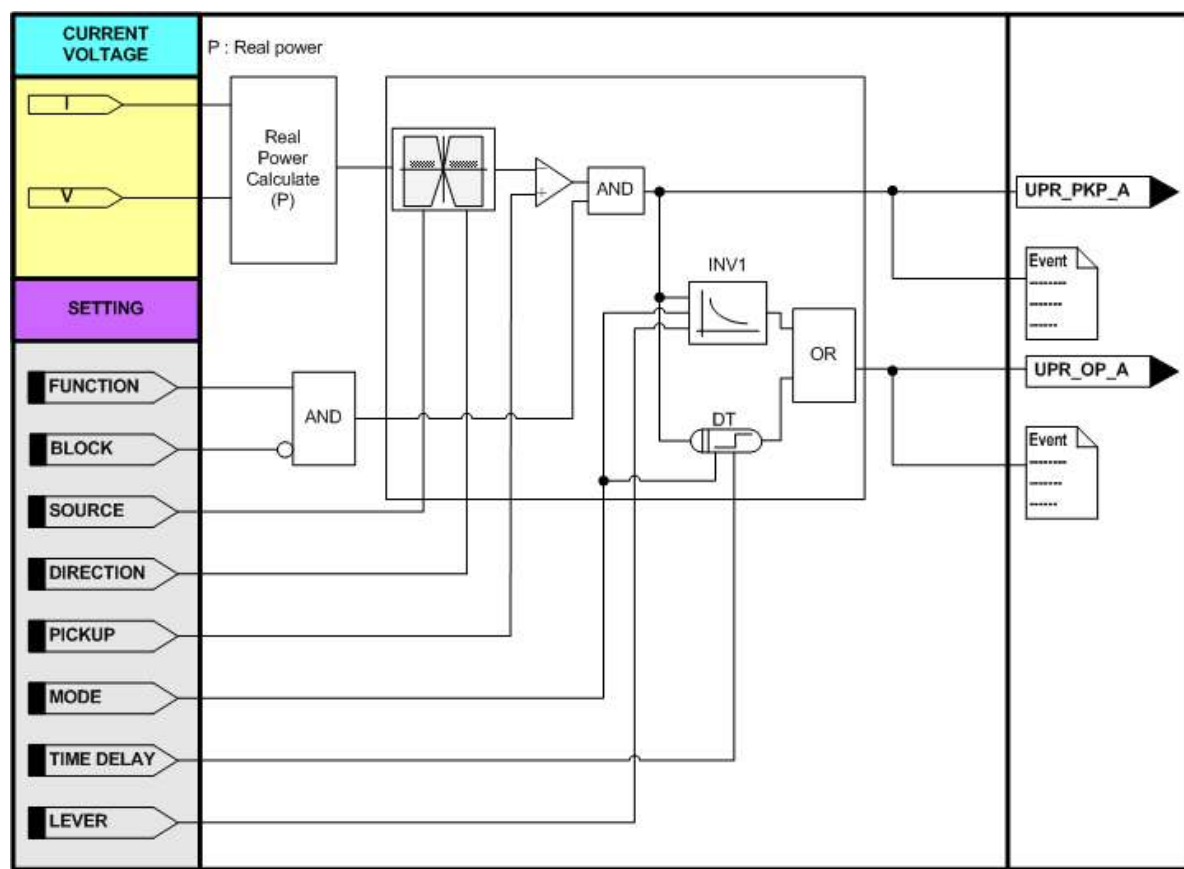 CURRENT
VOLTAGE
P : Real power
I
V
Real
Power
Calculate
(P)
AND
UPR_PKP_A
Event
INV1
SETTING
OR
UPR_OP_A
FUNCTION
AND
DT
BLOCK
Event
SOURCE
DIRECTION
PICKUP
MODE
TIME DELAY
LEVER